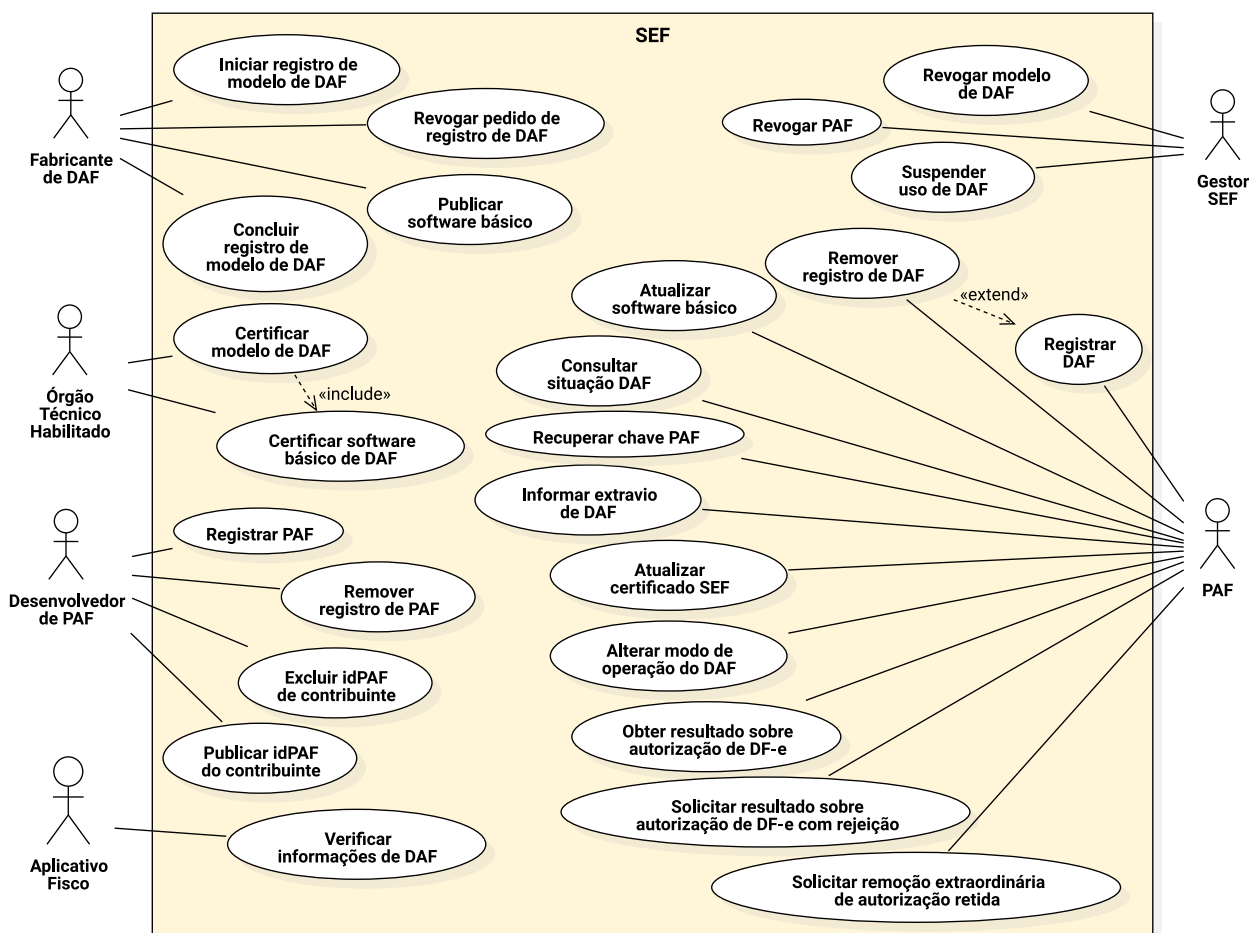 SEF
Iniciar registro de
modelo de DAF
Revogar pedido de
registro de DAF
Publicar
software básico
Concluir
registro de
modelo de DAF
Fabricante
de DAF
Revogar modelo
de DAF
Revogar PAF
Suspender
uso de DAF
Gestor
SEF
Remover
registro de DAF
«extend»
Registrar
DAF
Atualizar
software básico
Certificar
modelo de DAF
«include»
Certificar software
básico de DAF
Órgão
Técnico
Habilitado
Consultar
situação DAF
Recuperar chave PAF
Informar extravio
de DAF
Atualizar
certificado SEF
Alterar modo de
operação do DAF
Obter resultado sobre
autorização de DF-e
Solicitar resultado sobre
autorização de DF-e com rejeição
Solicitar remoção extraordinária
de autorização retida
PAF
Registrar PAF
Remover
registro de PAF
Excluir idPAF
de contribuinte
Publicar idPAF
do contribuinte
Desenvolvedor
de PAF
Verificar
informações de DAF
Aplicativo
Fisco